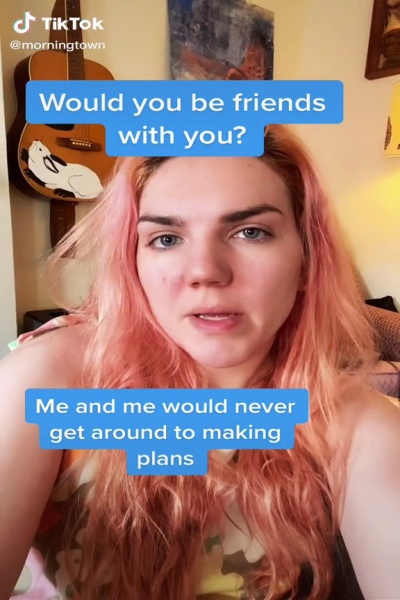 TikTok
@morningtown
Would you be friends
with you?
Me and me would never
get around to making
plans